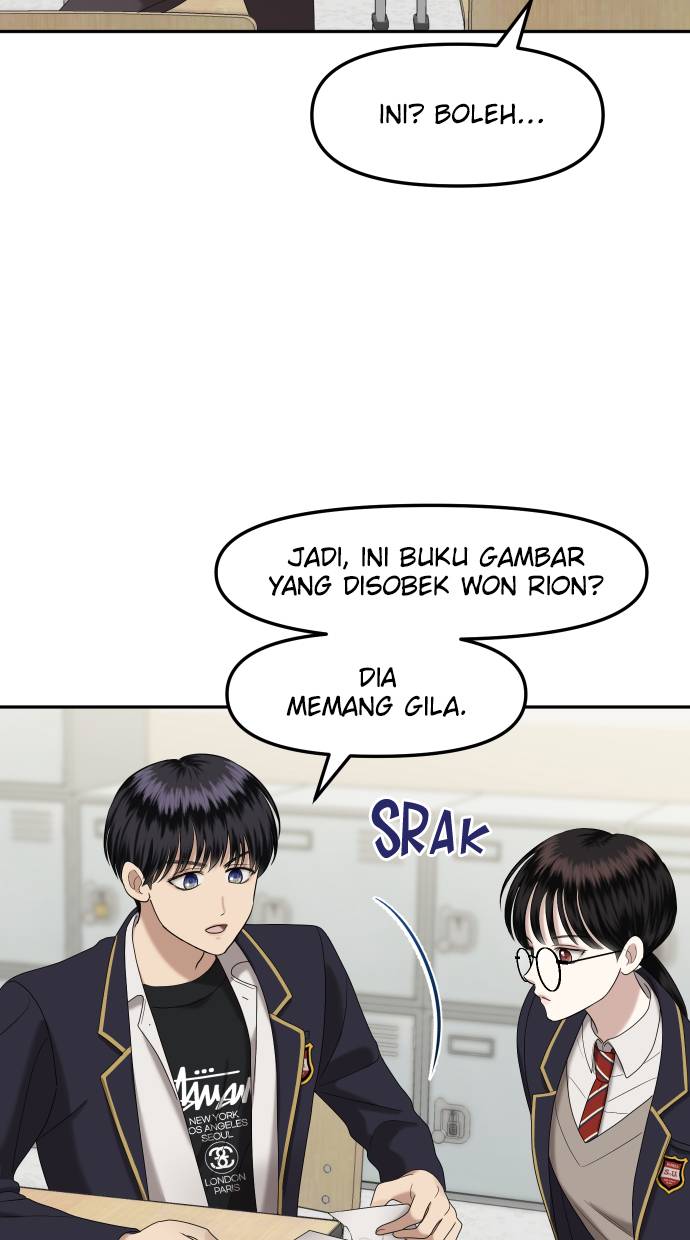 INI? BOLEH...
JADI, INI BUKU GAMBAR
YANG DISOBEK WON RION?
DIA
MEMANG GILA.
SRAK
NEW YORK
LOS ANGELES
SEOUL
LONDON
PARIS